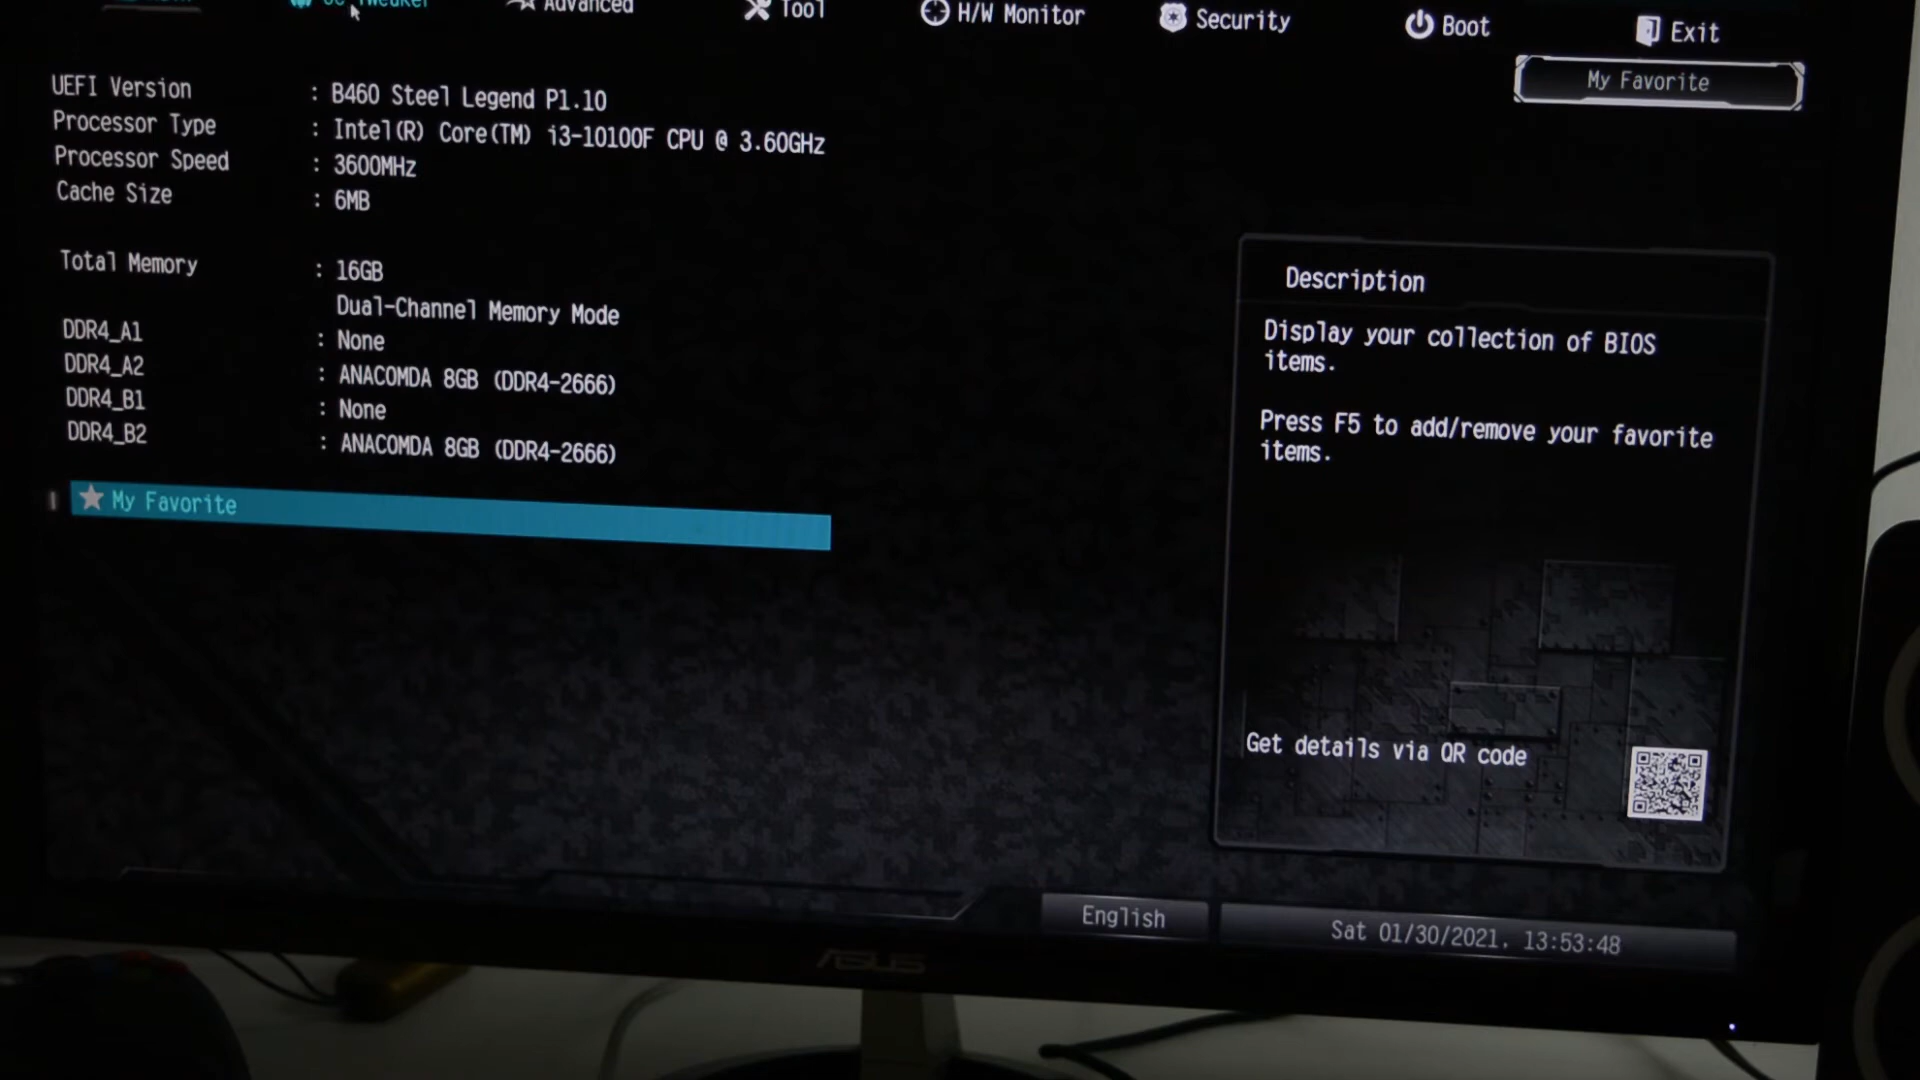 Tweaker
Advanced
Tool
H/W Monitor
Security
Boot
Exit
My Favorite
UEFI Version : B460 Steel Legend P1.10
Processor Type : Intel(R) Core(TM) i3-10100F CPU @ 3.60GHz
Processor Speed : 3600MHz
Cache Size : 6MB
Total Memory : 16GB
Dual-Channel Memory Mode
DDR4_A1 : None
DDR4_A2 : ANACOMDA 8GB (DDR4-2666)
DDR4_B1 : None
DDR4_B2 : ANACOMDA 8GB (DDR4-2666)
My Favorite
Description
Display your collection of BIOS
items.
Press F5 to add/remove your favorite
items.
Get details via QR code
English
Sat 01/30/2021, 13:53:48
ASUS